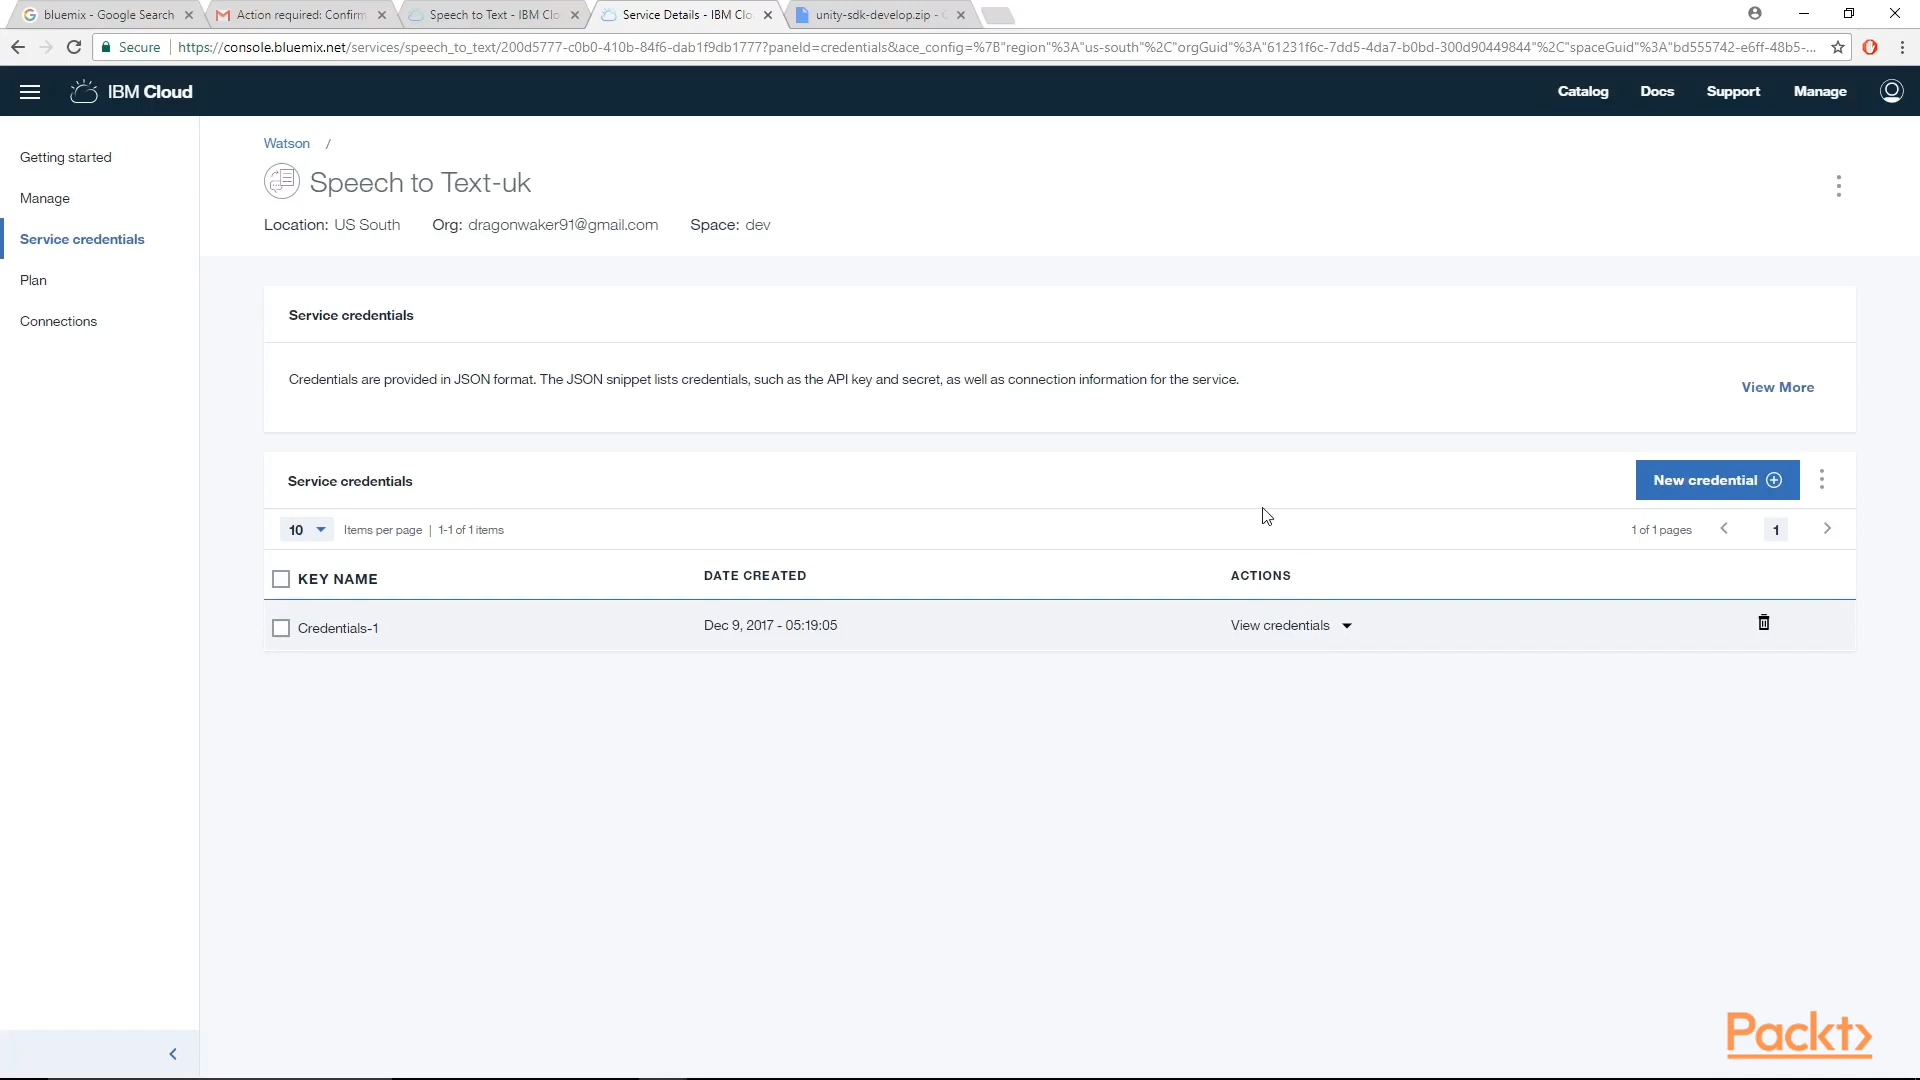 bluemix - Google Search
Action required: Confirm
Speech to Text - IBM Clo
Service Details - IBM Clo
unity-sdk-develop.zip -
Secure
https://console.bluemix.net/services/speech_to_text/200d5777-c0b0-410b-84f6-dab1f9db1777?paneId=credentials&ace_config=%7B"region"%3A"us-south"%2C"orgGuid"%3A"61231f6c-7dd5-4da7-b0bd-300d90449844"%2C"spaceGuid"%3A"bd555742-e6ff-48b5-...
IBM Cloud
Catalog
Docs
Support
Manage
Getting started
Manage
Service credentials
Plan
Connections
Watson /
Speech to Text-uk
Location: US South Org: dragonwaker91@gmail.com Space: dev
Service credentials
Credentials are provided in JSON format. The JSON snippet lists credentials, such as the API key and secret, as well as connection information for the service.
View More
Service credentials
New credential
10 Items per page | 1-1 of 1 items
1 of 1 pages
1
KEY NAME DATE CREATED ACTIONS
Credentials-1 Dec 9, 2017 - 05:19:05 View credentials
Packt